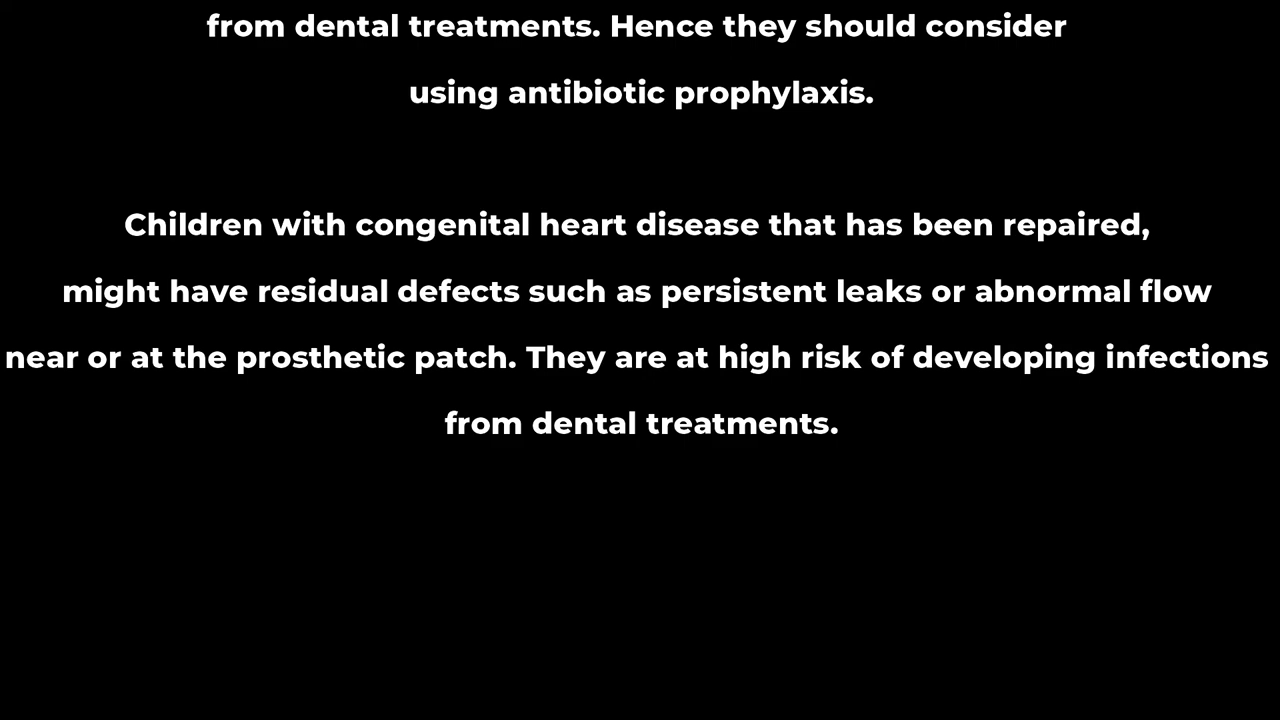 from dental treatments. Hence they should consider
using antibiotic prophylaxis.
Children with congenital heart disease that has been repaired,
might have residual defects such as persistent leaks or abnormal flow
near or at the prosthetic patch. They are at high risk of developing infections
from dental treatments.